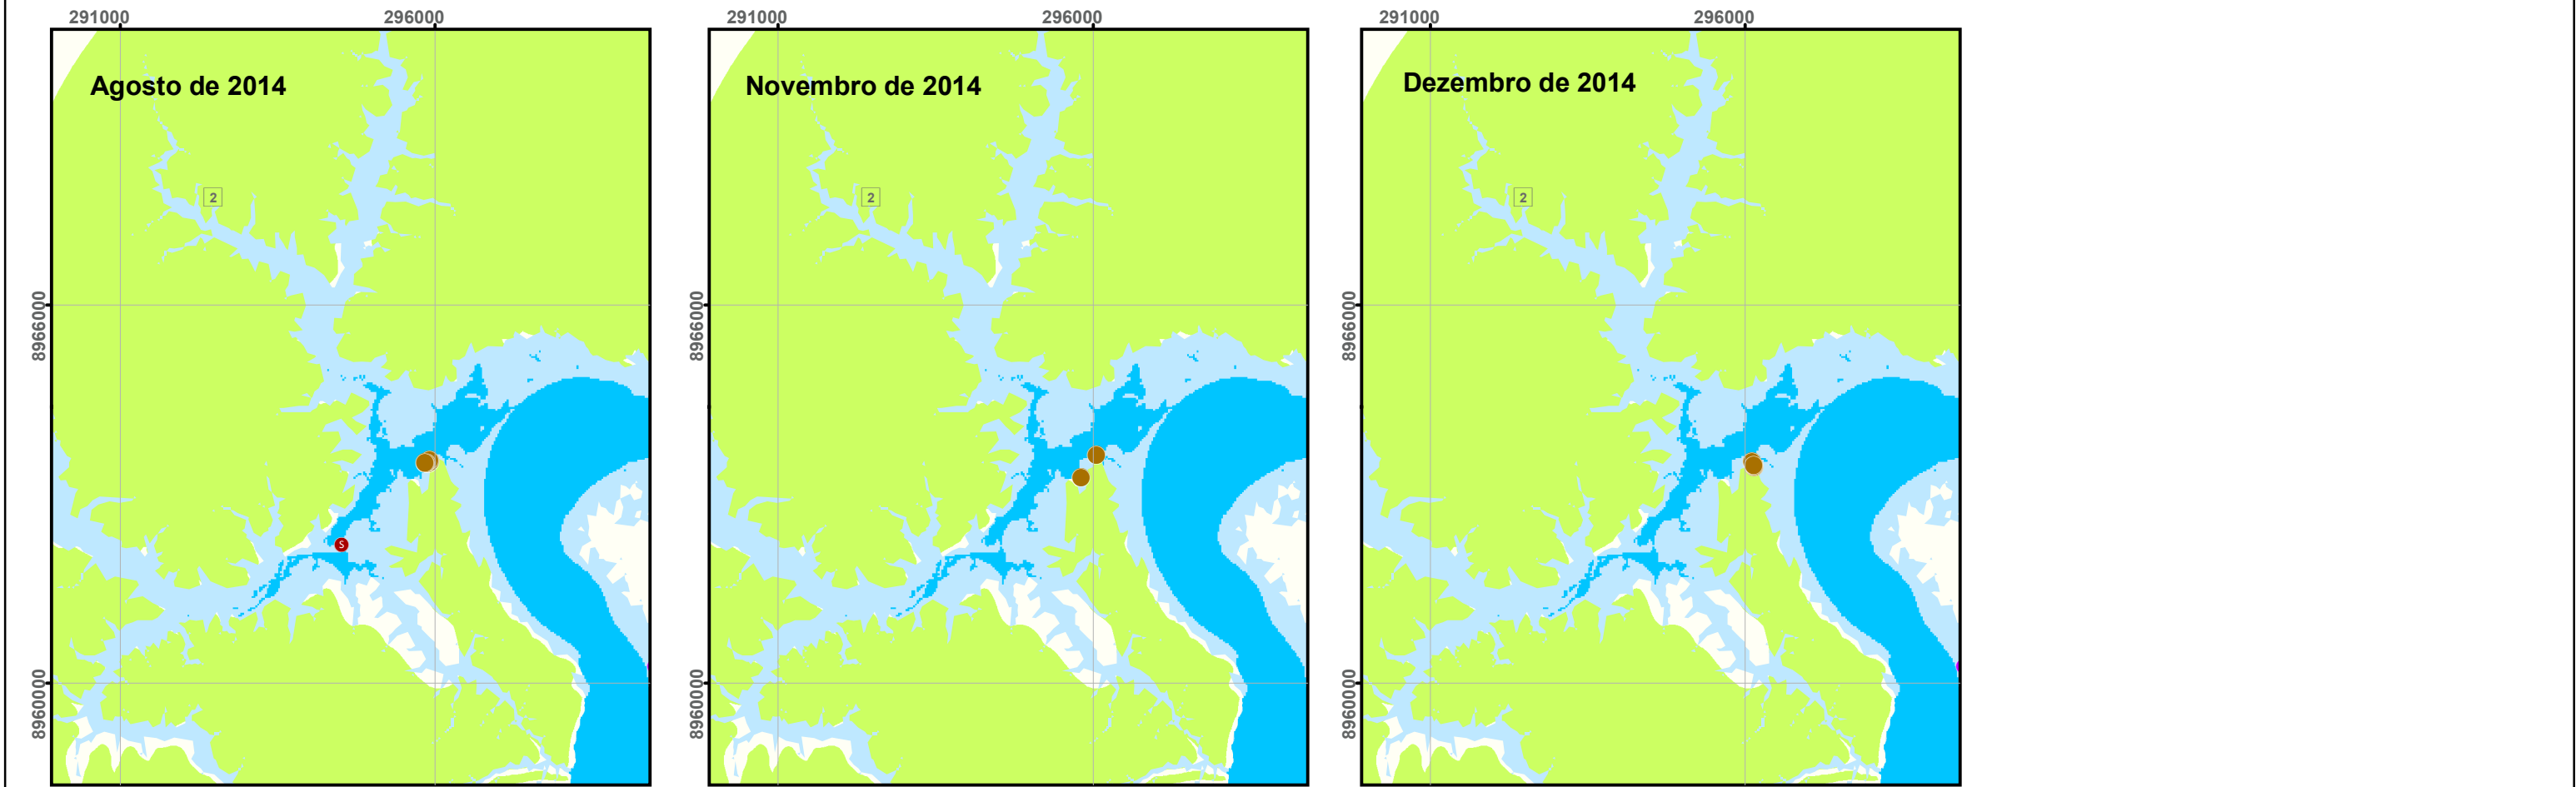 291000 296000 291000 296000 291000 296000
Agosto de 2014 Novembro de 2014 Dezembro de 2014
2 2 2
8966000 8966000 8966000
S
8960000 8960000 8960000